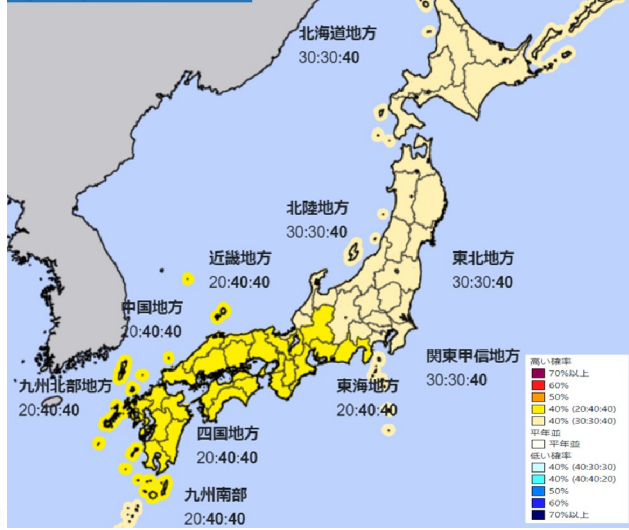 北海道地方
30:30:40
北陸地方
30:30:40
近畿地方
20:40:40
東北地方
30:30:40
中国地方
20:40:40
関東甲信地方
30:30:40
九州北部地方
20:40:40
東海地方
20:40:40
四国地方
20:40:40
九州南部
20:40:40
高い確率
70%以上
60%
50%
40% (20:40:40)
40% (30:30:40)
平年並
平年並
低い確率
40% (40:30:30)
40% (40:40:20)
50%
60%
70%以上